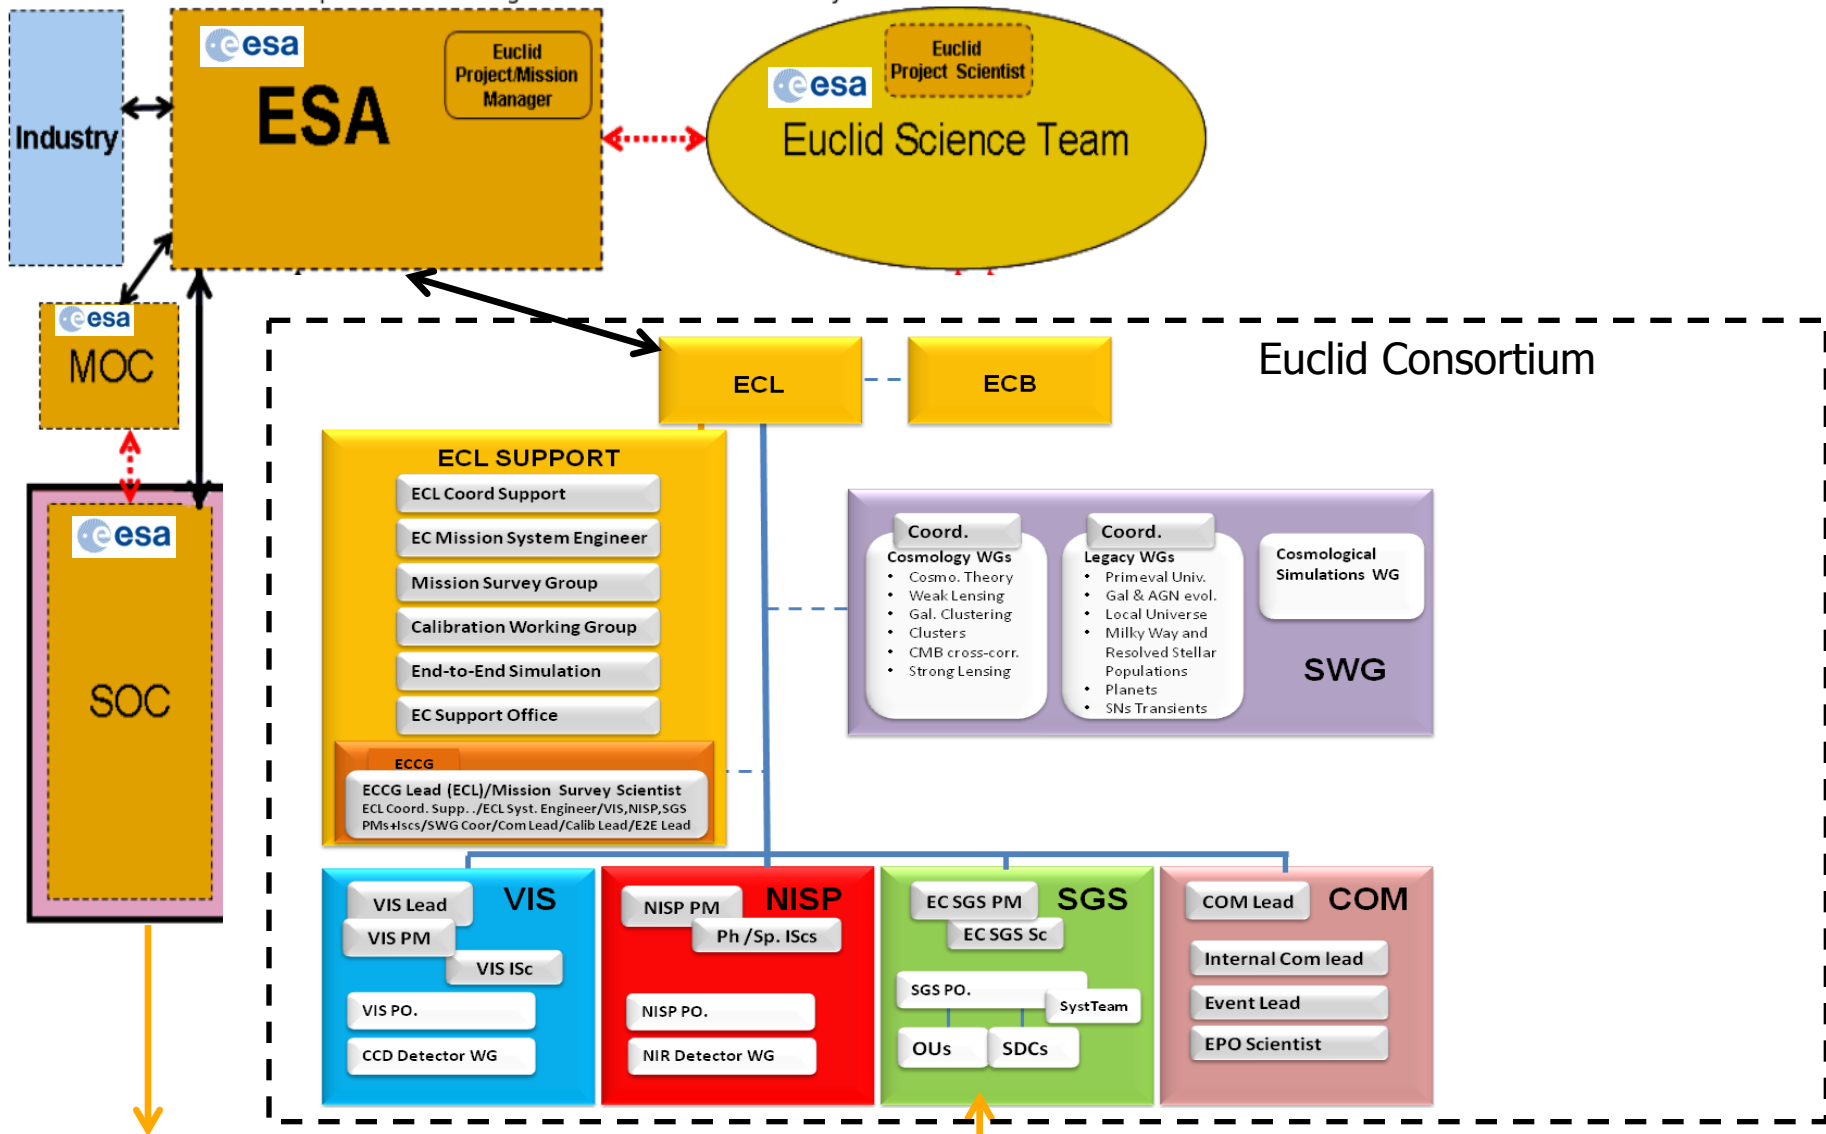 esa
Euclid
Project/Mission
Manager
ESA
Industry
Euclid
Project Scientist
esa
Euclid Science Team
esa
MOC
esa
SOC
Euclid Consortium
ECL
ECB
ECL SUPPORT
ECL Coord Support
EC Mission System Engineer
Mission Survey Group
Calibration Working Group
End-to-End Simulation
EC Support Office
ECCG
ECCG Lead (ECL)/Mission Survey Scientist
ECL Coord. Supp. ./ECL Syst. Engineer/VIS,NISP,SGS
PMs+Iscs/SWG Coor/Com Lead/Calib Lead/E2E Lead
Coord.
Cosmology WGs
• Cosmo. Theory
• Weak Lensing
• Gal. Clustering
• Clusters
• CMB cross-corr.
• Strong Lensing
Coord.
Legacy WGs
• Primeval Univ.
• Gal & AGN evol.
• Local Universe
• Milky Way and
Resolved Stellar
Populations
• Planets
• SNs Transients
Cosmological
Simulations WG
SWG
VIS Lead
VIS
VIS PM
VIS ISc
VIS PO.
CCD Detector WG
NISP PM
NISP
Ph /Sp. IScs
NISP PO.
NIR Detector WG
EC SGS PM
SGS
EC SGS Sc
SGS PO.
SystTeam
OUs
SDCs
COM Lead
COM
Internal Com lead
Event Lead
EPO Scientist